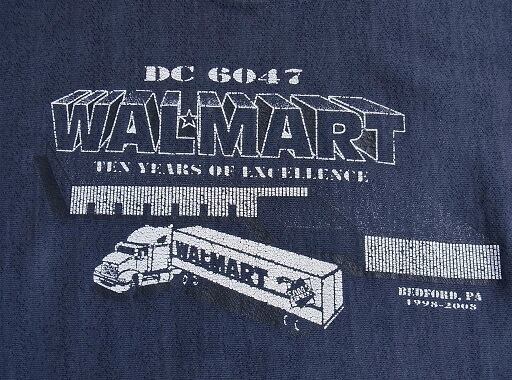 DC 6047
WAL★MART
TEN YEARS OF EXCELLENCE
WAL★MART
BEDFORD, PA
1998-2008